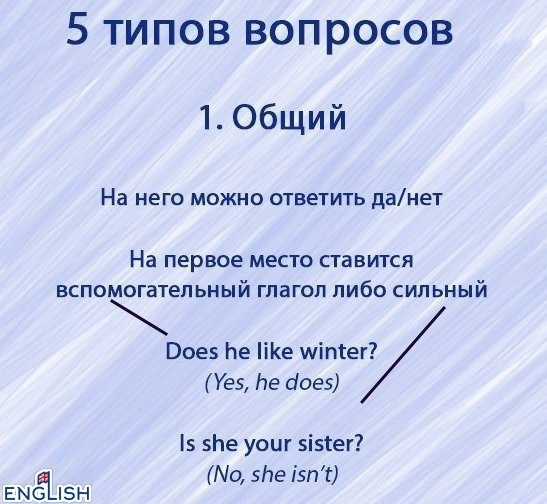 5 типов вопросов
1. Общий
На него можно ответить да/нет
На первое место ставится
вспомогательный глагол либо сильный
Does he like winter?
(Yes, he does)
Is she your sister?
(No, she isn't)
ENGLISH